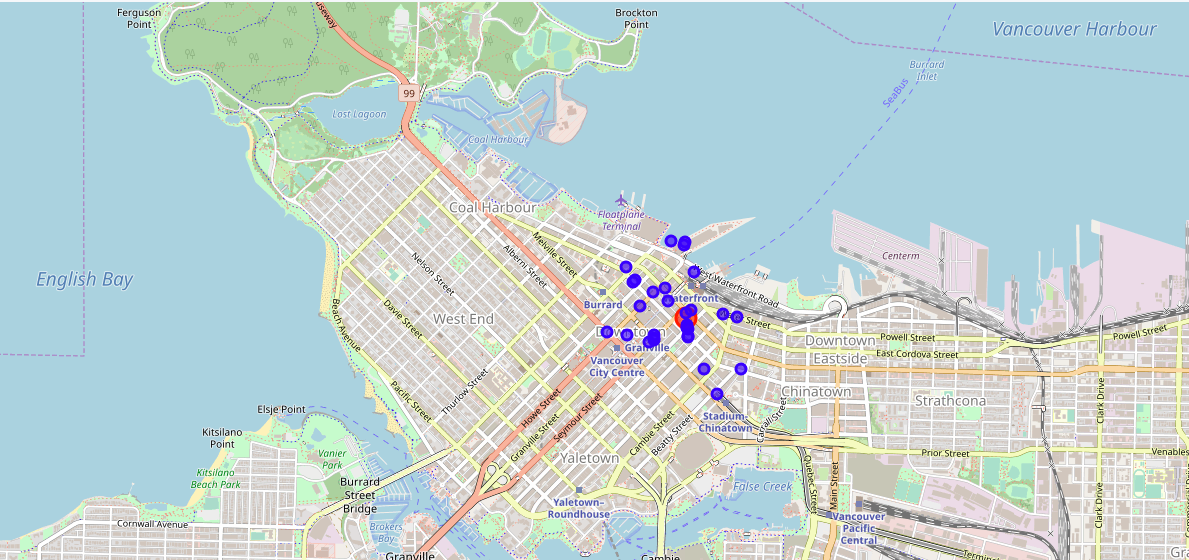 Ferguson
Point
Brockton
Point
Vancouver Harbour
Burrard
Inlet
SeaBus
99
Lost Lagoon
Coal Harbour
Coal Harbour
Floatplane
Terminal
Centerm
English Bay
Melville Street
Alberni Street
Nelson Street
West Waterfront Road
Burrard
Waterfront
West End
Davie Street
Beach Avenue
Granville
Vancouver
City Centre
Downtown
Eastside
Powell Street
Powell Street
East Cordova Street
Chinatown
Strathcona
Thurlow Street
Pacific Street
Howe Street
Seymour Street
Granville Street
Cambie Street
Beatty Street
Stadium-
Chinatown
Carrall Street
Clark Drive
Elsje Point
Kitsilano
Point
Vanier
Park
Kitsilano
Beach Park
Burrard
Street
Bridge
Yaletown
Prior Street
Venables
Quebec Street
Main Street
False Creek
Clark Drive
Yaletown-
Roundhouse
Cornwall Avenue
Brokers
Bay
Vancouver
Pacific
Central
Granville
Cambie
Terminal